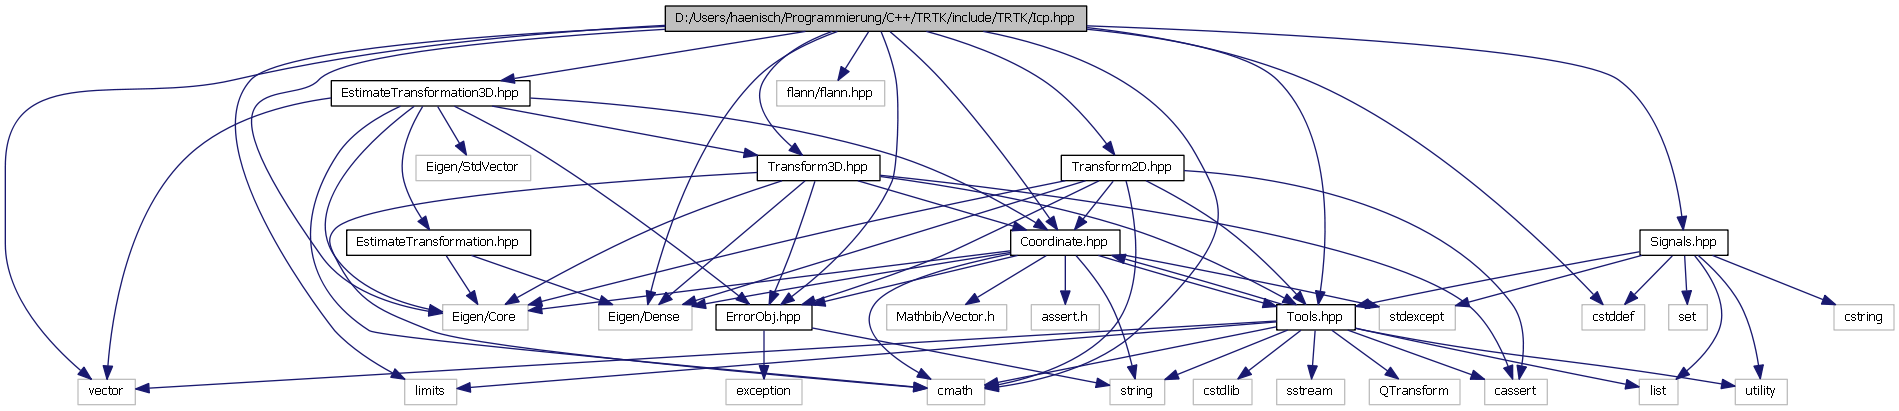 D:/Users/haenisch/Programmierung/C++/TRTK/include/TRTK/Icp.hpp
EstimateTransformation3D.hpp
flann/flann.hpp
Eigen/StdVector
Transform3D.hpp
Transform2D.hpp
EstimateTransformation.hpp
Coordinate.hpp
Signals.hpp
Eigen/Core
Eigen/Dense
ErrorObj.hpp
Mathbib/Vector.h
assert.h
Tools.hpp
stdexcept
cstddef
set
cstring
vector
limits
exception
cmath
string
cstdlib
sstream
QTransform
cassert
list
utility